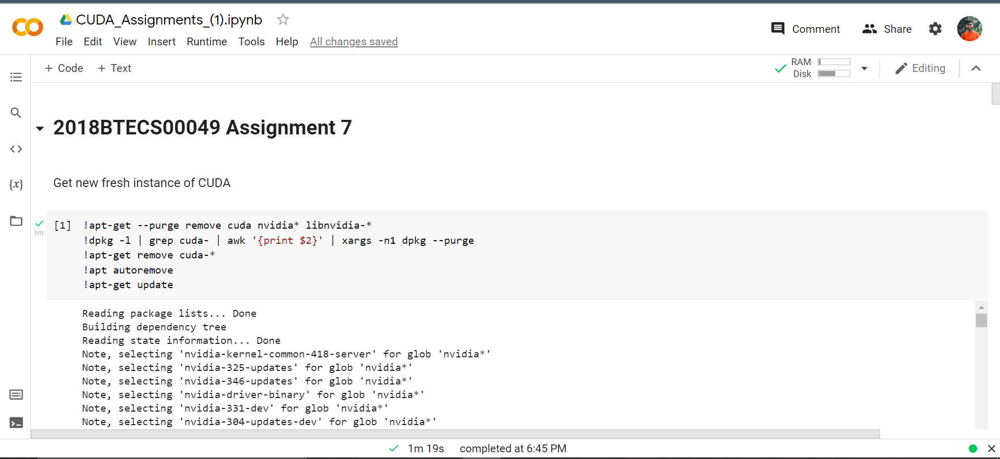 CUDA_Assignments_(1).ipynb
Comment Share
File Edit View Insert Runtime Tools Help All changes saved
+ Code + Text
RAM
Disk
Editing
2018BTECS00049 Assignment 7
Get new fresh instance of CUDA
{x}
1m
[1] !apt-get --purge remove cuda nvidia* libnvidia-*
!dpkg -l | grep cuda- | awk '{print $2}' | xargs -n1 dpkg --purge
!apt-get remove cuda-*
!apt autoremove
!apt-get update
Reading package lists... Done
Building dependency tree
Reading state information... Done
Note, selecting 'nvidia-kernel-common-418-server' for glob 'nvidia*'
Note, selecting 'nvidia-325-updates' for glob 'nvidia*'
Note, selecting 'nvidia-346-updates' for glob 'nvidia*'
Note, selecting 'nvidia-driver-binary' for glob 'nvidia*'
Note, selecting 'nvidia-331-dev' for glob 'nvidia*'
Note, selecting 'nvidia-304-updates-dev' for glob 'nvidia*'
1m 19s completed at 6:45 PM